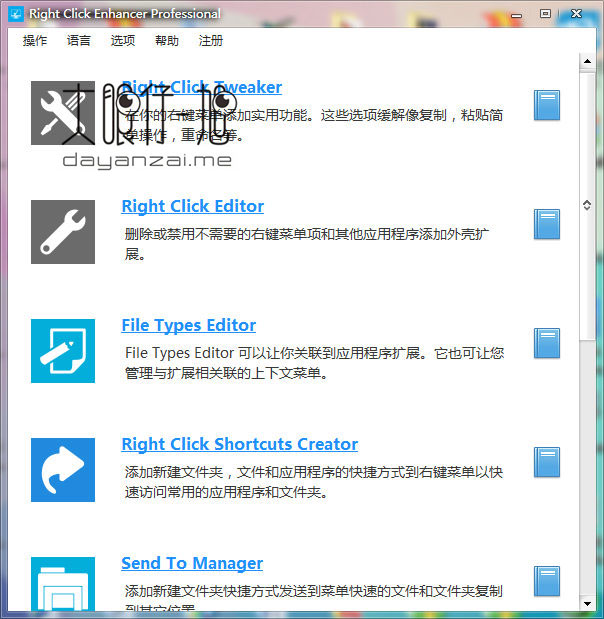 Right Click Enhancer Professional
操作 语言 选项 帮助 注册
Right Click Tweaker
在你的右键菜单添加实用功能。这些选项缓解像复制，粘贴简
单操作，重命名等。
大眼仔~旭
dayanzai.me
Right Click Editor
删除或禁用不需要的右键菜单项和其他应用程序添加外壳扩
展。
File Types Editor
File Types Editor 可以让你关联到应用程序扩展。它也可让您
管理与扩展相关联的上下文菜单。
Right Click Shortcuts Creator
添加新建文件夹，文件和应用程序的快捷方式到右键菜单以快
速访问常用的应用程序和文件夹。
Send To Manager
添加新建文件夹快捷方式发送到菜单快速的文件和文件夹复制
到其它位置